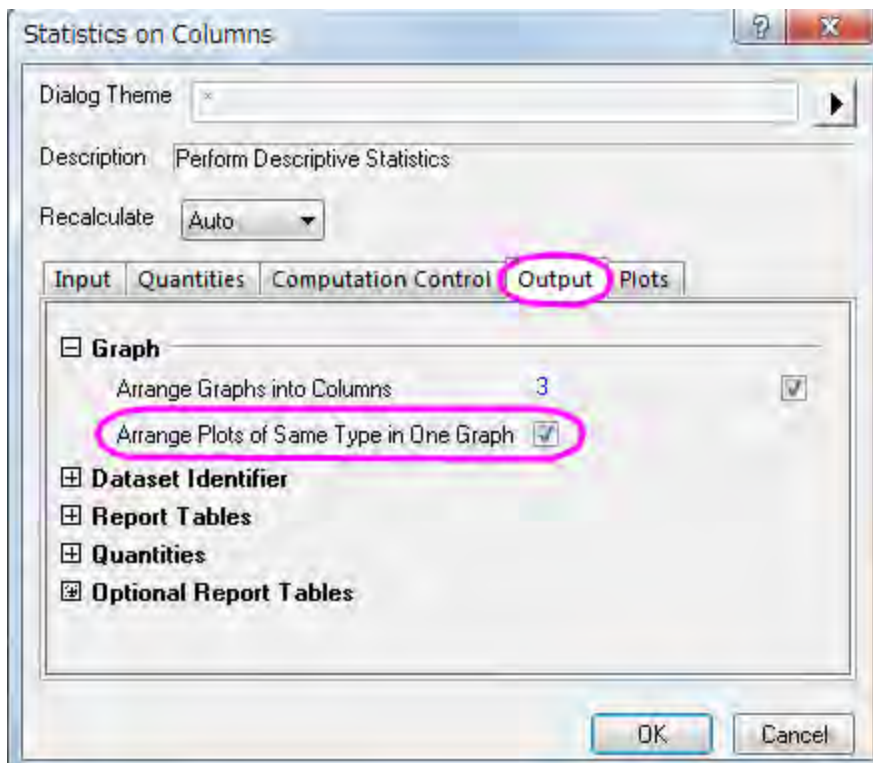 Statistics on Columns
Dialog Theme *
Description Perform Descriptive Statistics
Recalculate Auto
Input Quantities Computation Control Output Plots
Graph
Arrange Graphs into Columns 3
Arrange Plots of Same Type in One Graph
Dataset Identifier
Report Tables
Quantities
Optional Report Tables
OK Cancel